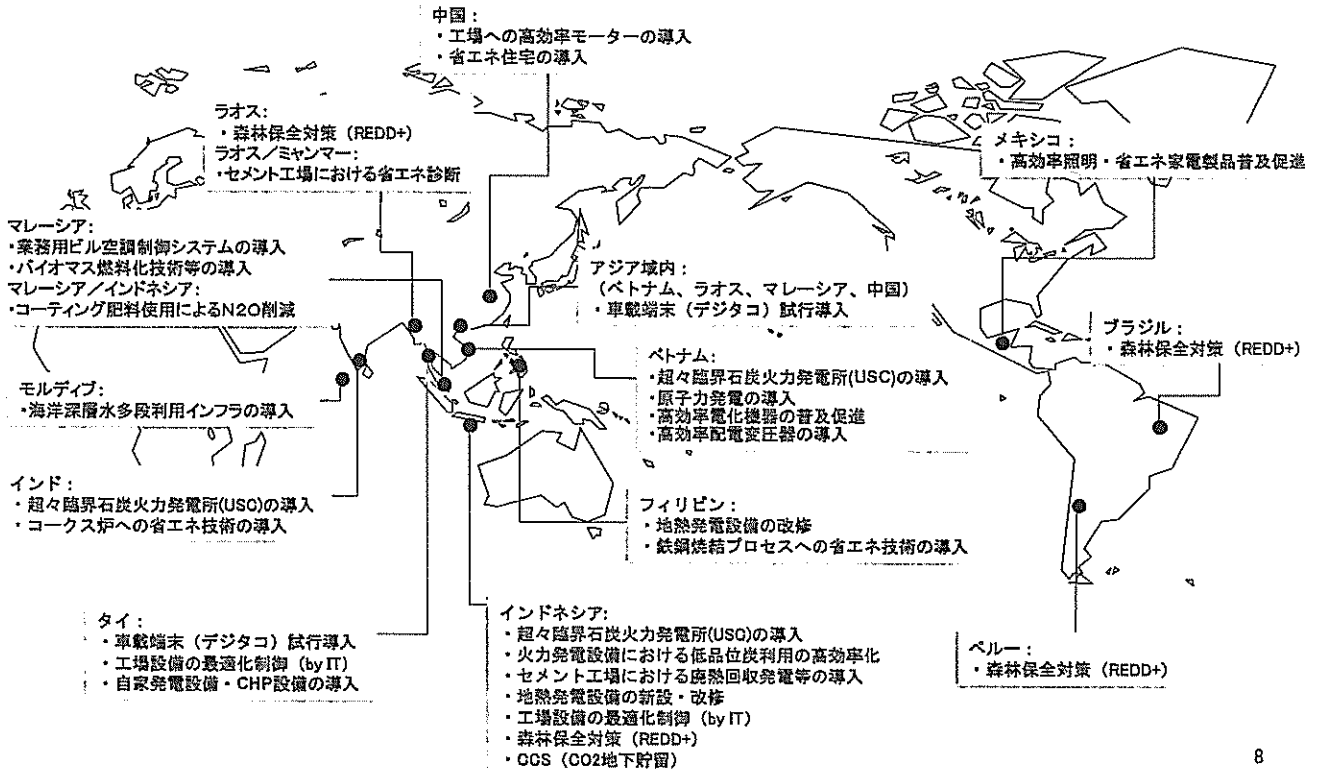 中国：
・工場への高効率モーターの導入
・省エネ住宅の導入
ラオス:
・森林保全対策（REDD+）
ラオス／ミャンマー:
・セメント工場における省エネ診断
メキシコ：
・高効率照明・省エネ家電製品普及促進
マレーシア:
・業務用ビル空調制御システムの導入
・バイオマス燃料化技術等の導入
マレーシア／インドネシア:
・コーティング肥料使用によるN2O削減
アジア域内：
（ベトナム、ラオス、マレーシア、中国）
・車載端末（デジタコ）試行導入
ブラジル：
・森林保全対策（REDD+）
モルディブ:
・海洋深層水多段利用インフラの導入
ベトナム:
・超々臨界石炭火力発電所(USC)の導入
・原子力発電の導入
・高効率電化機器の普及促進
・高効率配電変圧器の導入
インド：
・超々臨界石炭火力発電所(USC)の導入
・コークス炉への省エネ技術の導入
フィリピン：
・地熱発電設備の改修
・鉄鋼焼結プロセスへの省エネ技術の導入
タイ：
・車載端末（デジタコ）試行導入
・工場設備の最適化制御（by IT）
・自家発電設備・CHP設備の導入
インドネシア：
・超々臨界石炭火力発電所(USC)の導入
・火力発電設備における低品位炭利用の高効率化
・セメント工場における廃熱回収発電等の導入
・地熱発電設備の新設・改修
・工場設備の最適化制御（by IT）
・森林保全対策（REDD+）
・CCS（CO2地下貯留）
ペルー：
・森林保全対策（REDD+）
8